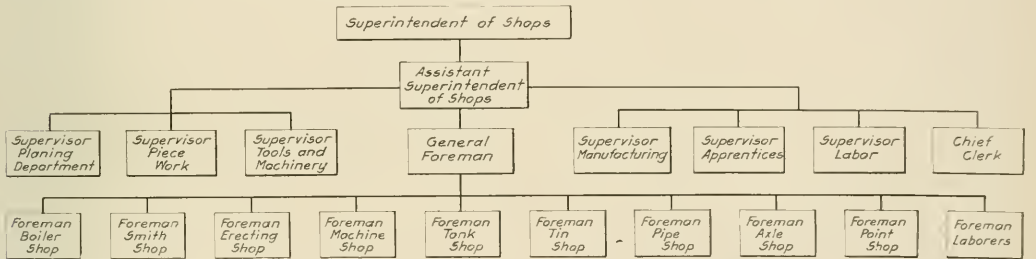 Superintendent of Shops
Assistant
Superintendent
of Shops
Supervisor
Planing
Department
Supervisor
Piece
Work
Supervisor
Tools and
Machinery
General
Foreman
Supervisor
Manufacturing
Supervisor
Apprentices
Supervisor
Labor
Chief
Clerk
Foreman
Boiler
Shop
Foreman
Smith
Shop
Foreman
Erecting
Shop
Foreman
Machine
Shop
Foreman
Tank
Shop
Foreman
Tin
Shop
Foreman
Pipe
Shop
Foreman
Axle
Shop
Foreman
Paint
Shop
Foreman
Laborers